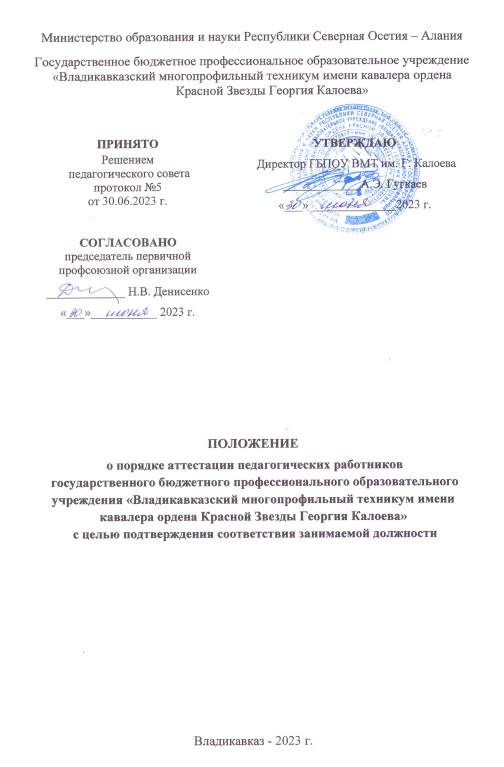 Министерство образования и науки Республики Северная Осетия – Алания
Государственное бюджетное профессиональное образовательное учреждение
«Владикавказский многопрофильный техникум имени кавалера ордена
Красной Звезды Георгия Калоева»
ПРИНЯТО
Решением
педагогического совета
протокол №5
от 30.06.2023 г.
УТВЕРЖДАЮ
Директор ГБПОУ ВМТ им. Г. Калоева
А.Э. Гуткаев
«30» июня 2023 г.
СОГЛАСОВАНО
председатель первичной
профсоюзной организации
Н.В. Денисенко
«30» июня 2023 г.
ПОЛОЖЕНИЕ
о порядке аттестации педагогических работников
государственного бюджетного профессионального образовательного
учреждения «Владикавказский многопрофильный техникум имени
кавалера ордена Красной Звезды Георгия Калоева»
с целью подтверждения соответствия занимаемой должности
Владикавказ - 2023 г.